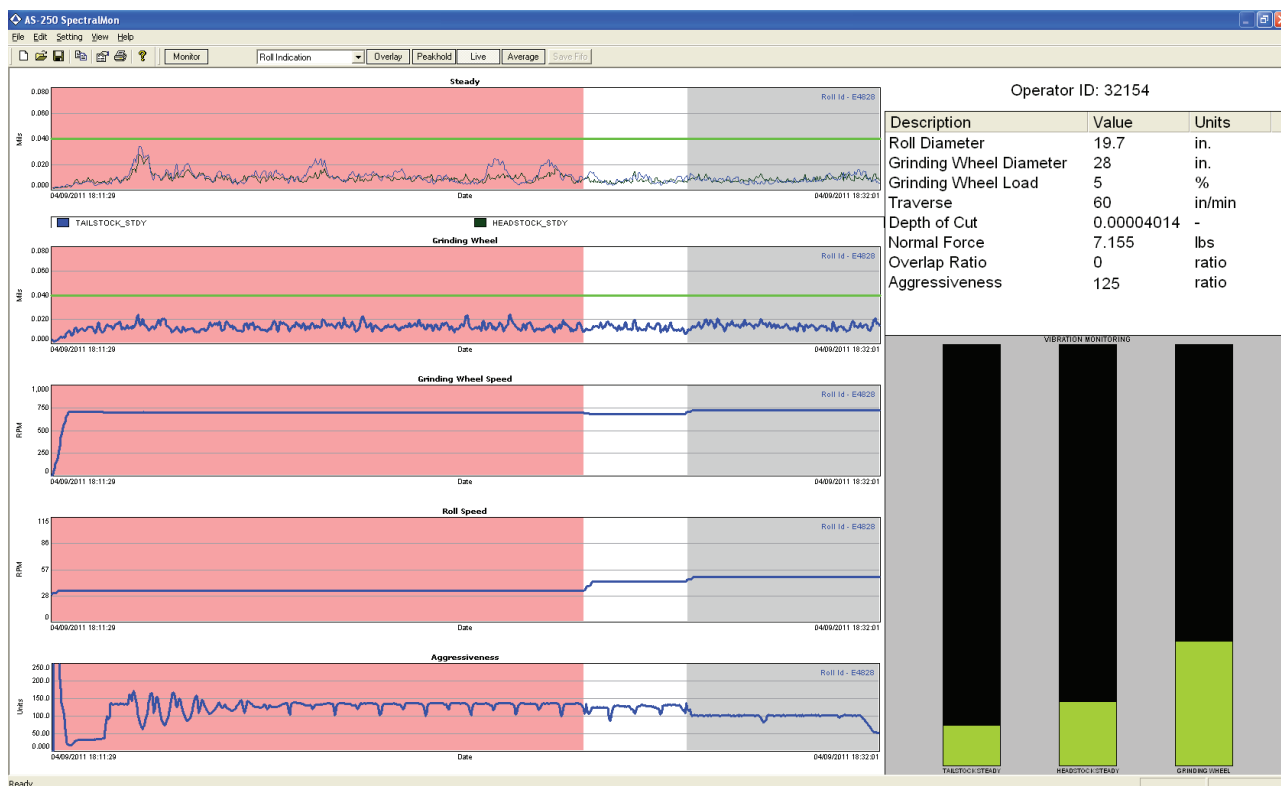 AS-250 SpectralMon
File Edit Setting View Help
Monitor Roll Indication Overlay Peakhold Live Average Save Fifo
Steady
Roll Id - E4828
0.080
0.060
Mils
0.040
0.020
0.000
04/09/2011 18:11:29 Date 04/09/2011 18:32:01
TAILSTOCK_STDY HEADSTOCK_STDY
Grinding Wheel
Roll Id - E4828
0.080
0.060
Mils
0.040
0.020
0.000
04/09/2011 18:11:29 Date 04/09/2011 18:32:01
Grinding Wheel Speed
Roll Id - E4828
1,000
750
RPM
500
250
0
04/09/2011 18:11:29 Date 04/09/2011 18:32:01
Roll Speed
Roll Id - E4828
115
86
RPM
57
28
0
04/09/2011 18:11:29 Date 04/09/2011 18:32:01
Aggressiveness
Roll Id - E4828
250.0
200.0
150.0
Units
100.0
50.00
0.000
04/09/2011 18:11:29 Date 04/09/2011 18:32:01
Operator ID: 32154
Description Value Units
Roll Diameter 19.7 in.
Grinding Wheel Diameter 28 in.
Grinding Wheel Load 5 %
Traverse 60 in/min
Depth of Cut 0.00004014 -
Normal Force 7.155 lbs
Overlap Ratio 0 ratio
Aggressiveness 125 ratio
VIBRATION MONITORING
TAILSTOCK STEADY HEADSTOCK STEADY GRINDING WHEEL
Ready